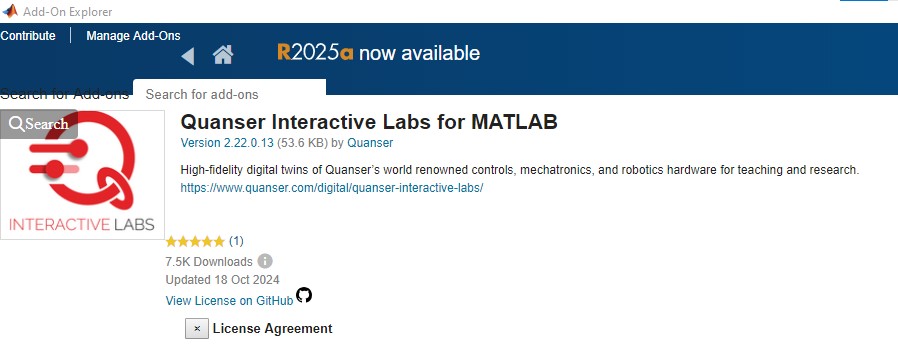 Add-On Explorer
Contribute Manage Add-Ons
R2025a now available
Search for Add-ons Search for add-ons
Search
Quanser Interactive Labs for MATLAB
Version 2.22.0.13 (53.6 KB) by Quanser
High-fidelity digital twins of Quanser's world renowned controls, mechatronics, and robotics hardware for teaching and research.
https://www.quanser.com/digital/quanser-interactive-labs/
INTERACTIVE LABS
(1)
7.5K Downloads
Updated 18 Oct 2024
View License on GitHub
× License Agreement